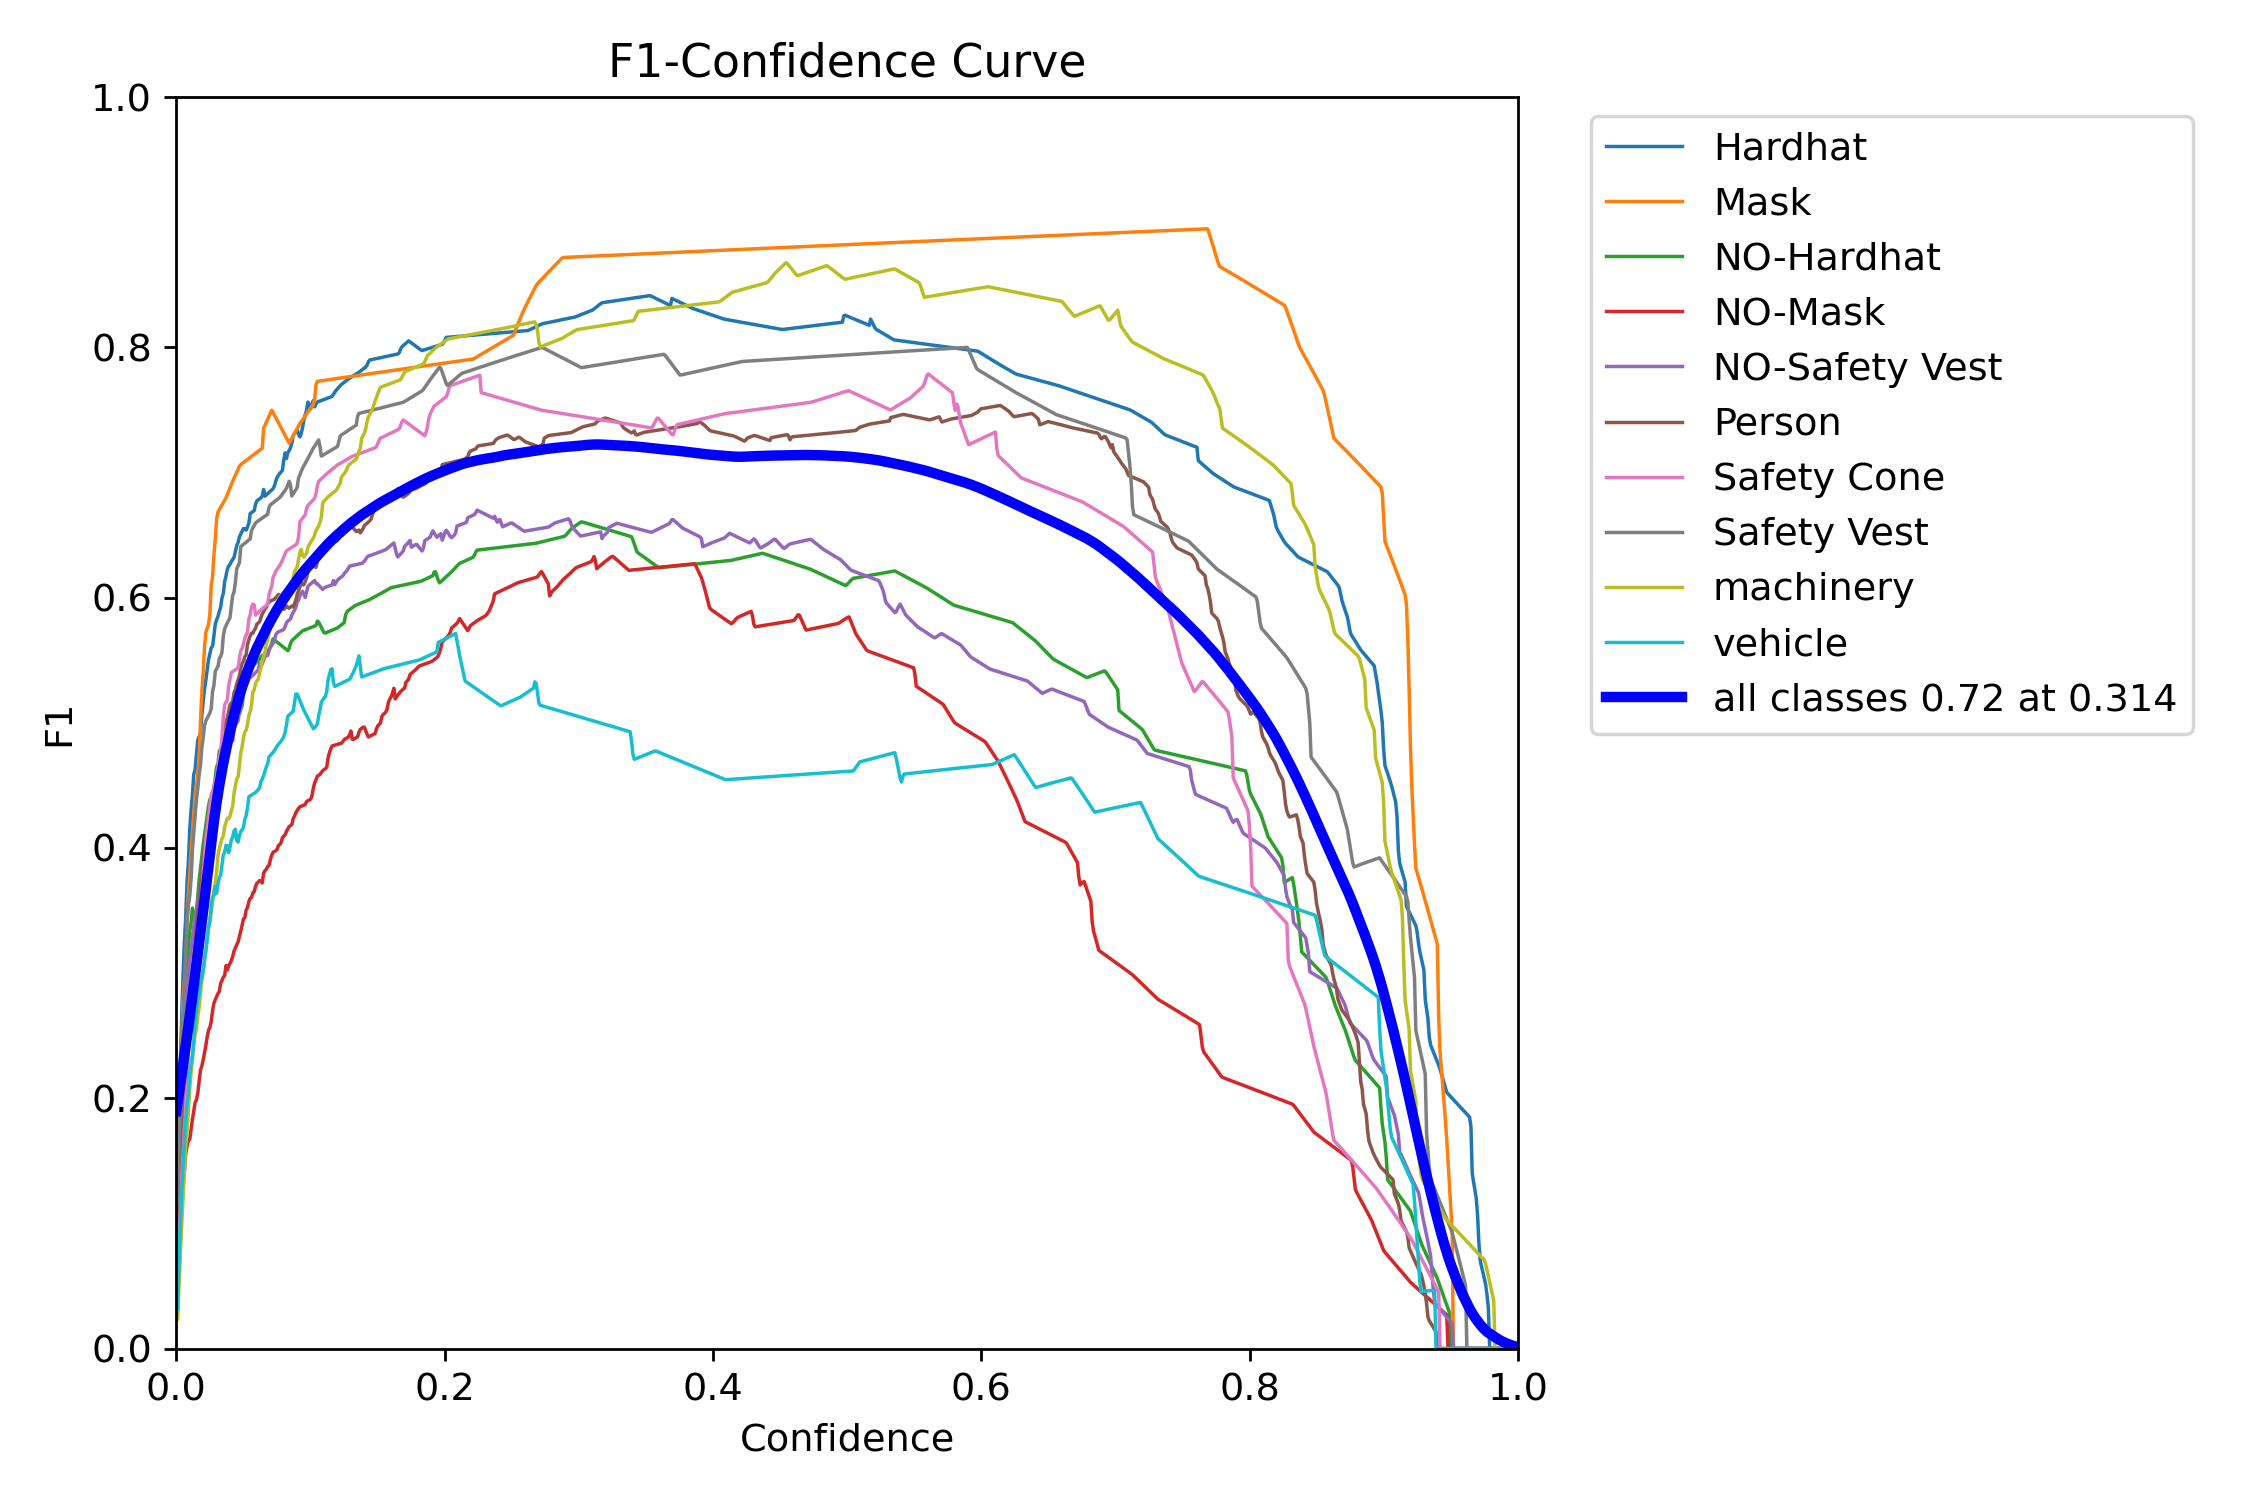 F1-Confidence Curve
1.0
0.8
0.6
0.4
0.2
0.0
F1
0.0 0.2 0.4 0.6 0.8 1.0
Confidence
Hardhat
Mask
NO-Hardhat
NO-Mask
NO-Safety Vest
Person
Safety Cone
Safety Vest
machinery
vehicle
all classes 0.72 at 0.314